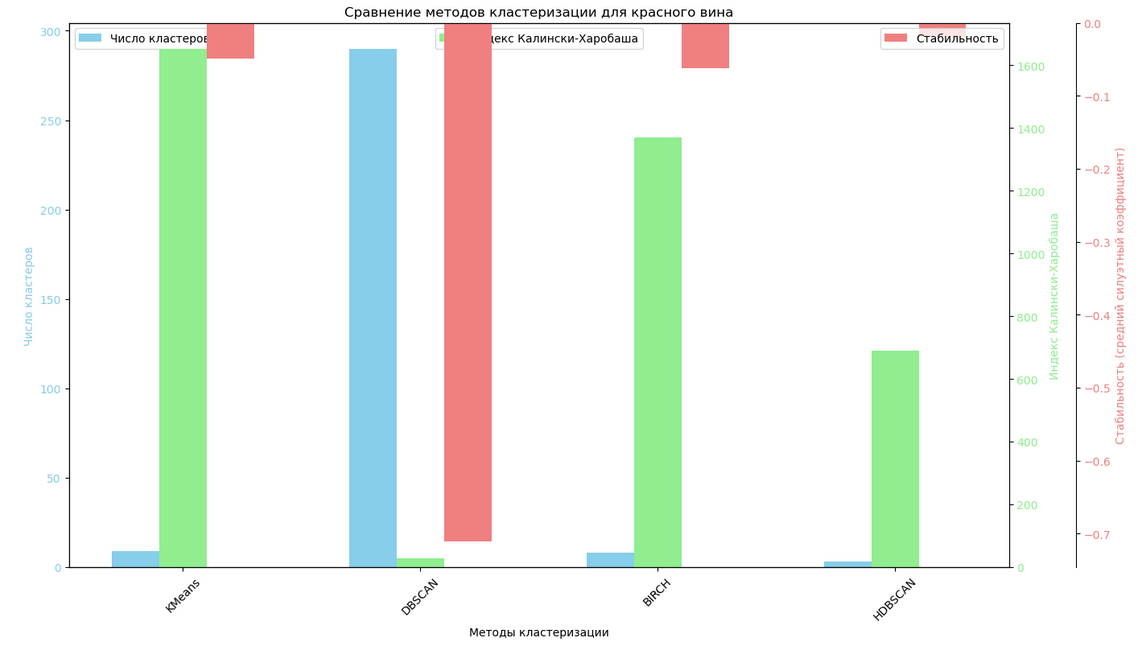 Сравнение методов кластеризации для красного вина
Число кластеров
декс Калински-Харобаша
Стабильность
300
250
200
150
100
50
0
Число кластеров
1600
1400
1200
1000
800
600
400
200
0
Индекс Калински-Харобаша
0.0
−0.1
−0.2
−0.3
−0.4
−0.5
−0.6
−0.7
Стабильность (средний силуэтный коэффициент)
KMeans
DBSCAN
BIRCH
HDBSCAN
Методы кластеризации